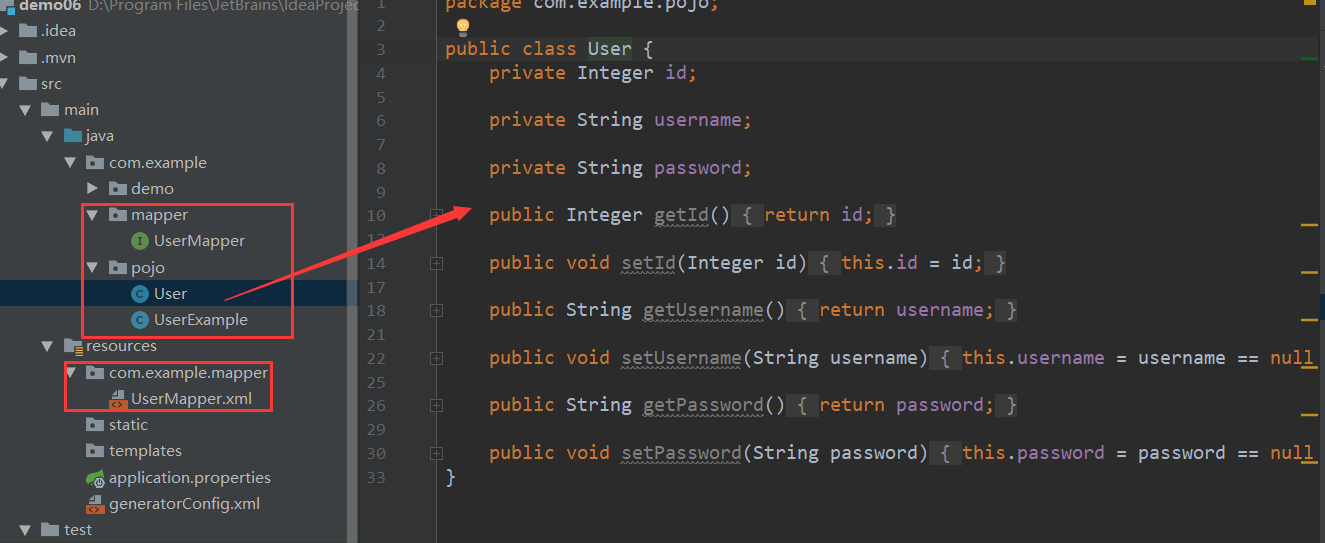 demo06 D:\Program Files\JetBrains\IdeaProjec
.idea
.mvn
src
main
java
com.example
demo
mapper
UserMapper
pojo
User
UserExample
resources
com.example.mapper
UserMapper.xml
static
templates
application.properties
generatorConfig.xml
test
1 package com.example.pojo;
2
3 public class User {
4 private Integer id;
5
6 private String username;
7
8 private String password;
9
10 public Integer getId() { return id; }
13
14 public void setId(Integer id) { this.id = id; }
17
18 public String getUsername() { return username; }
21
22 public void setUsername(String username) { this.username = username == null
25
26 public String getPassword() { return password; }
29
30 public void setPassword(String password) { this.password = password == null
33 }